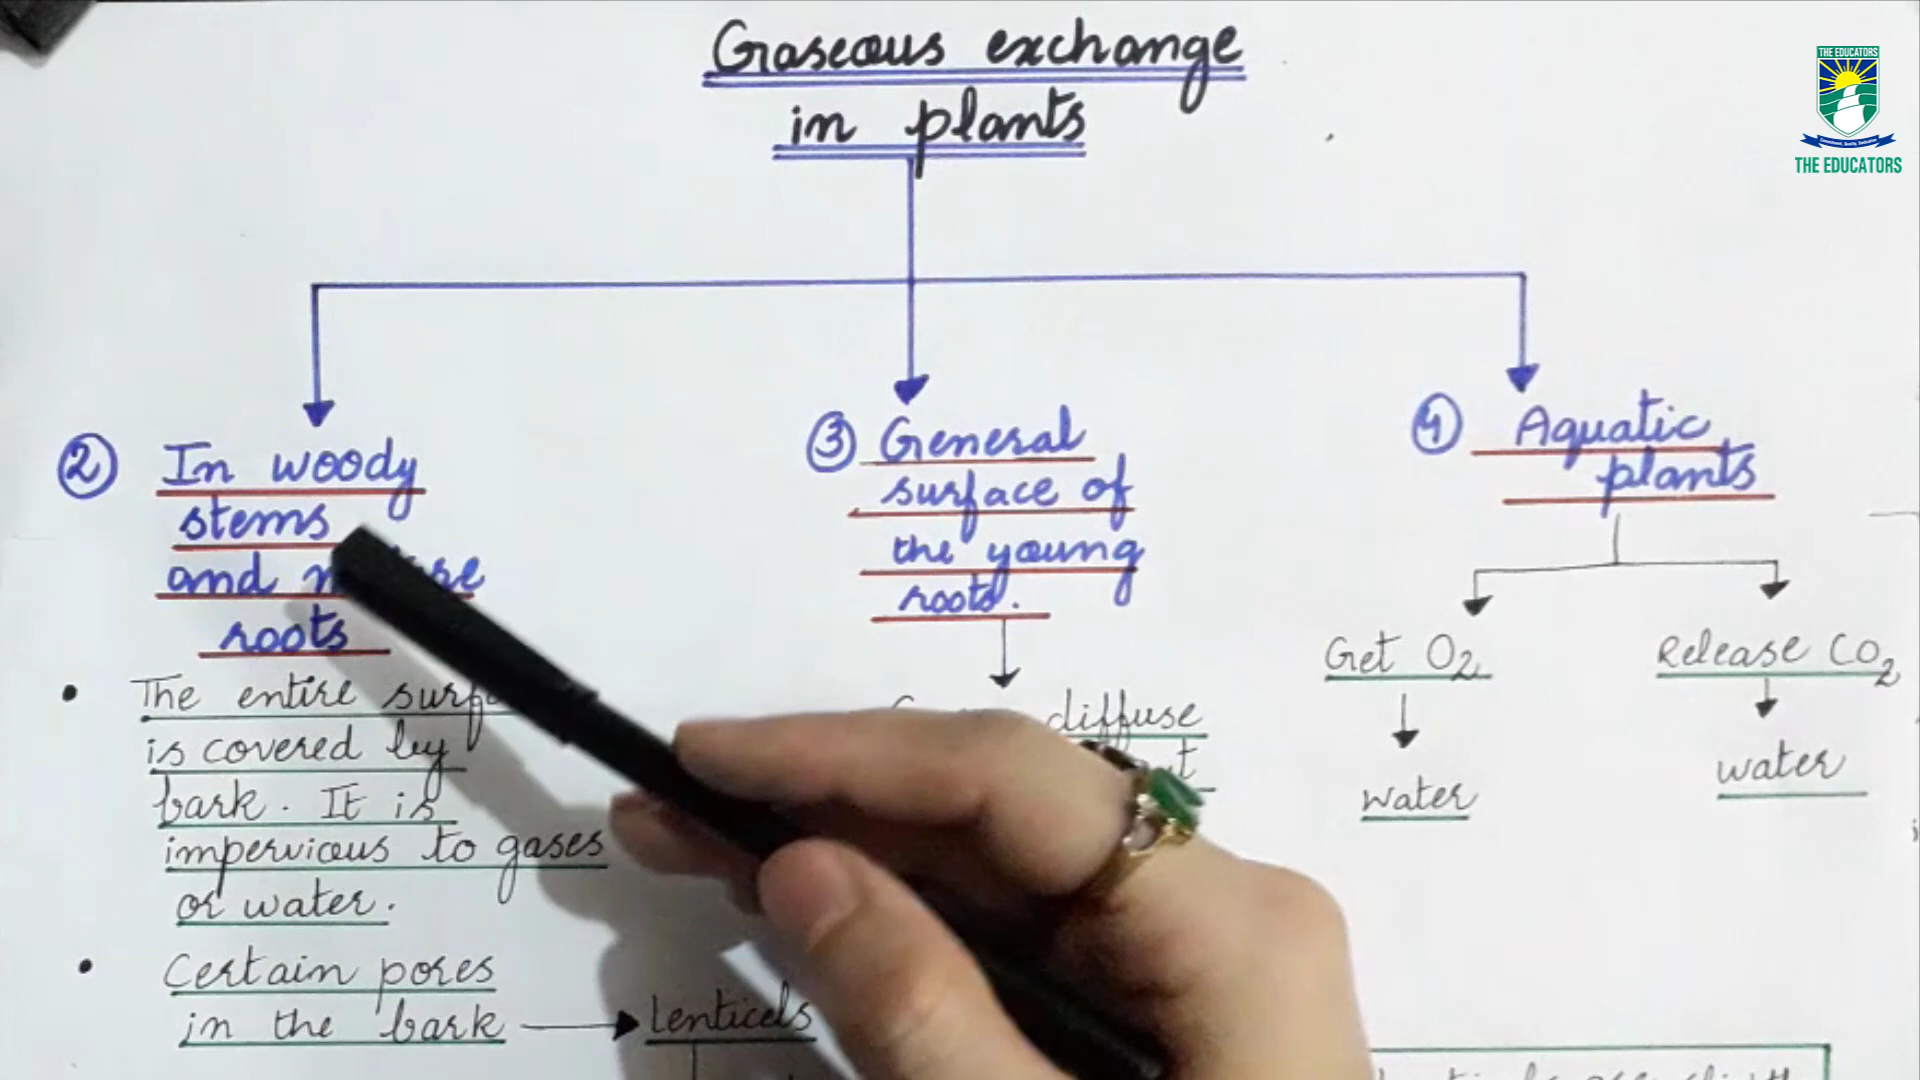 Gaseous exchange
in plants
THE EDUCATORS
THE EDUCATORS
② In woody
stems
and
roots
• The entire
is covered by
bark. It is
impervious to gases
or water.
• Certain pores
in the bark → Lenticels
③ General
surface of
the young
roots.
diffuse
④ Aquatic
plants
Get O2
water
Release CO2
water